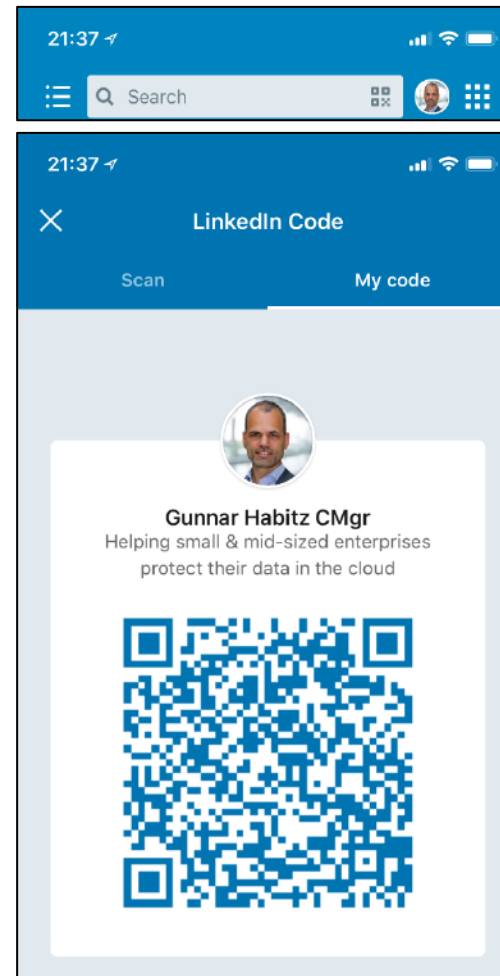 21:37
Search
21:37
LinkedIn Code
Scan
My code
Gunnar Habitz CMgr
Helping small & mid-sized enterprises
protect their data in the cloud